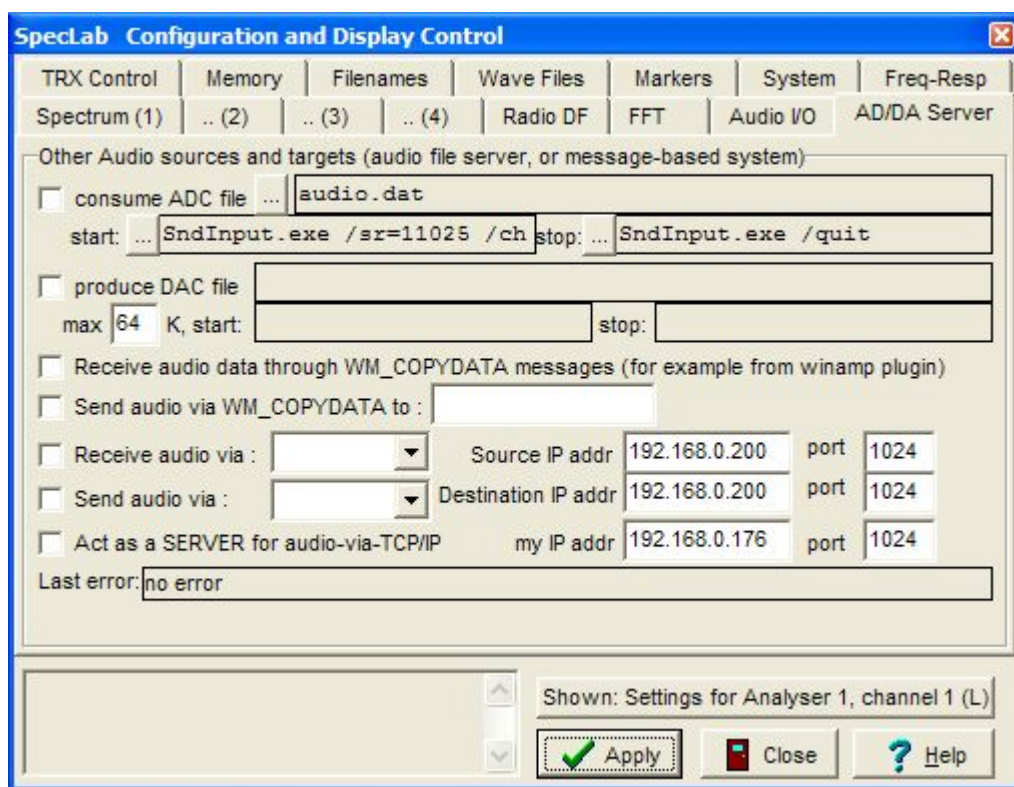 SpecLab Configuration and Display Control
TRX Control Memory Filenames Wave Files Markers System Freq-Resp
Spectrum (1) .. (2) .. (3) .. (4) Radio DF FFT Audio I/O AD/DA Server
Other Audio sources and targets (audio file server, or message-based system)
consume ADC file ... audio.dat
start: ... SndInput.exe /sr=11025 /ch stop: ... SndInput.exe /quit
produce DAC file
max 64 K, start: stop:
Receive audio data through WM_COPYDATA messages (for example from winamp plugin)
Send audio via WM_COPYDATA to :
Receive audio via : Source IP addr 192.168.0.200 port 1024
Send audio via : Destination IP addr 192.168.0.200 port 1024
Act as a SERVER for audio-via-TCP/IP my IP addr 192.168.0.176 port 1024
Last error: no error
Shown: Settings for Analyser 1, channel 1 (L)
Apply Close Help